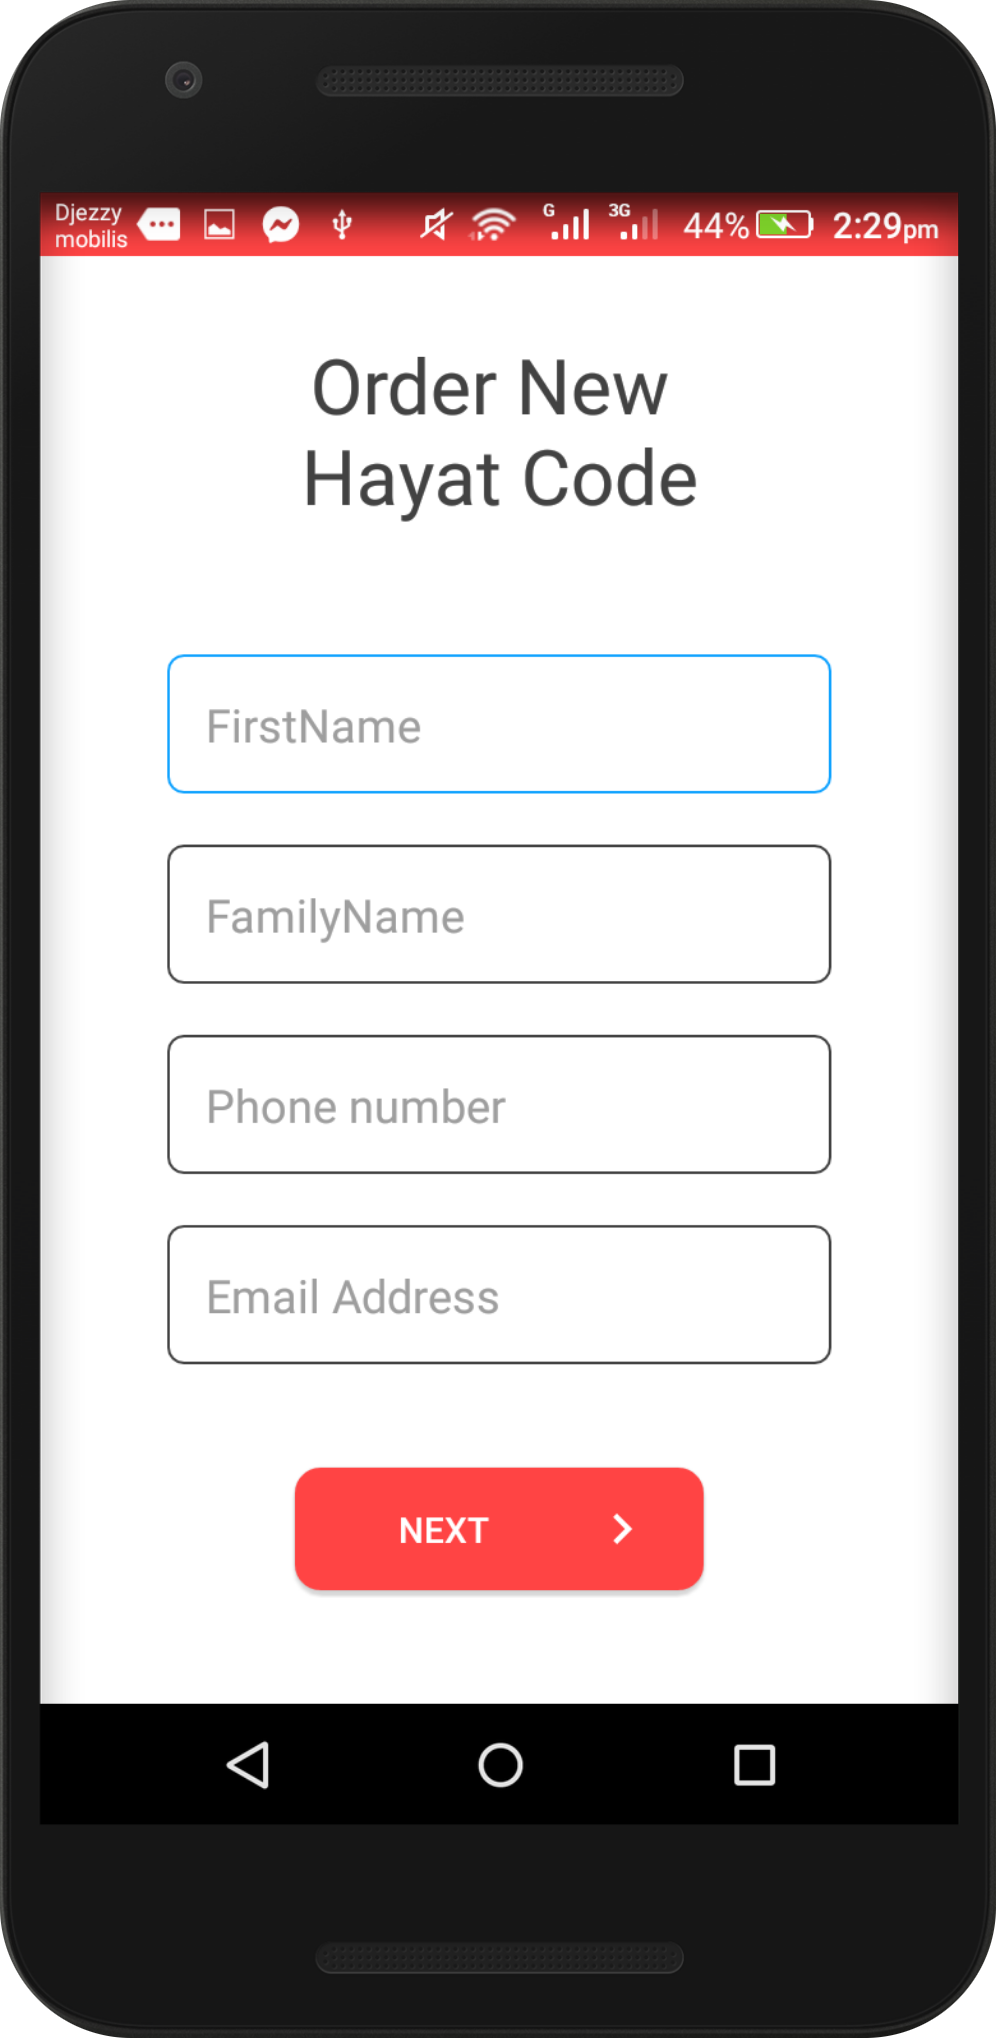 Djezzy
mobilis
G
3G
44%
2:29pm
Order New
Hayat Code
FirstName
FamilyName
Phone number
Email Address
NEXT